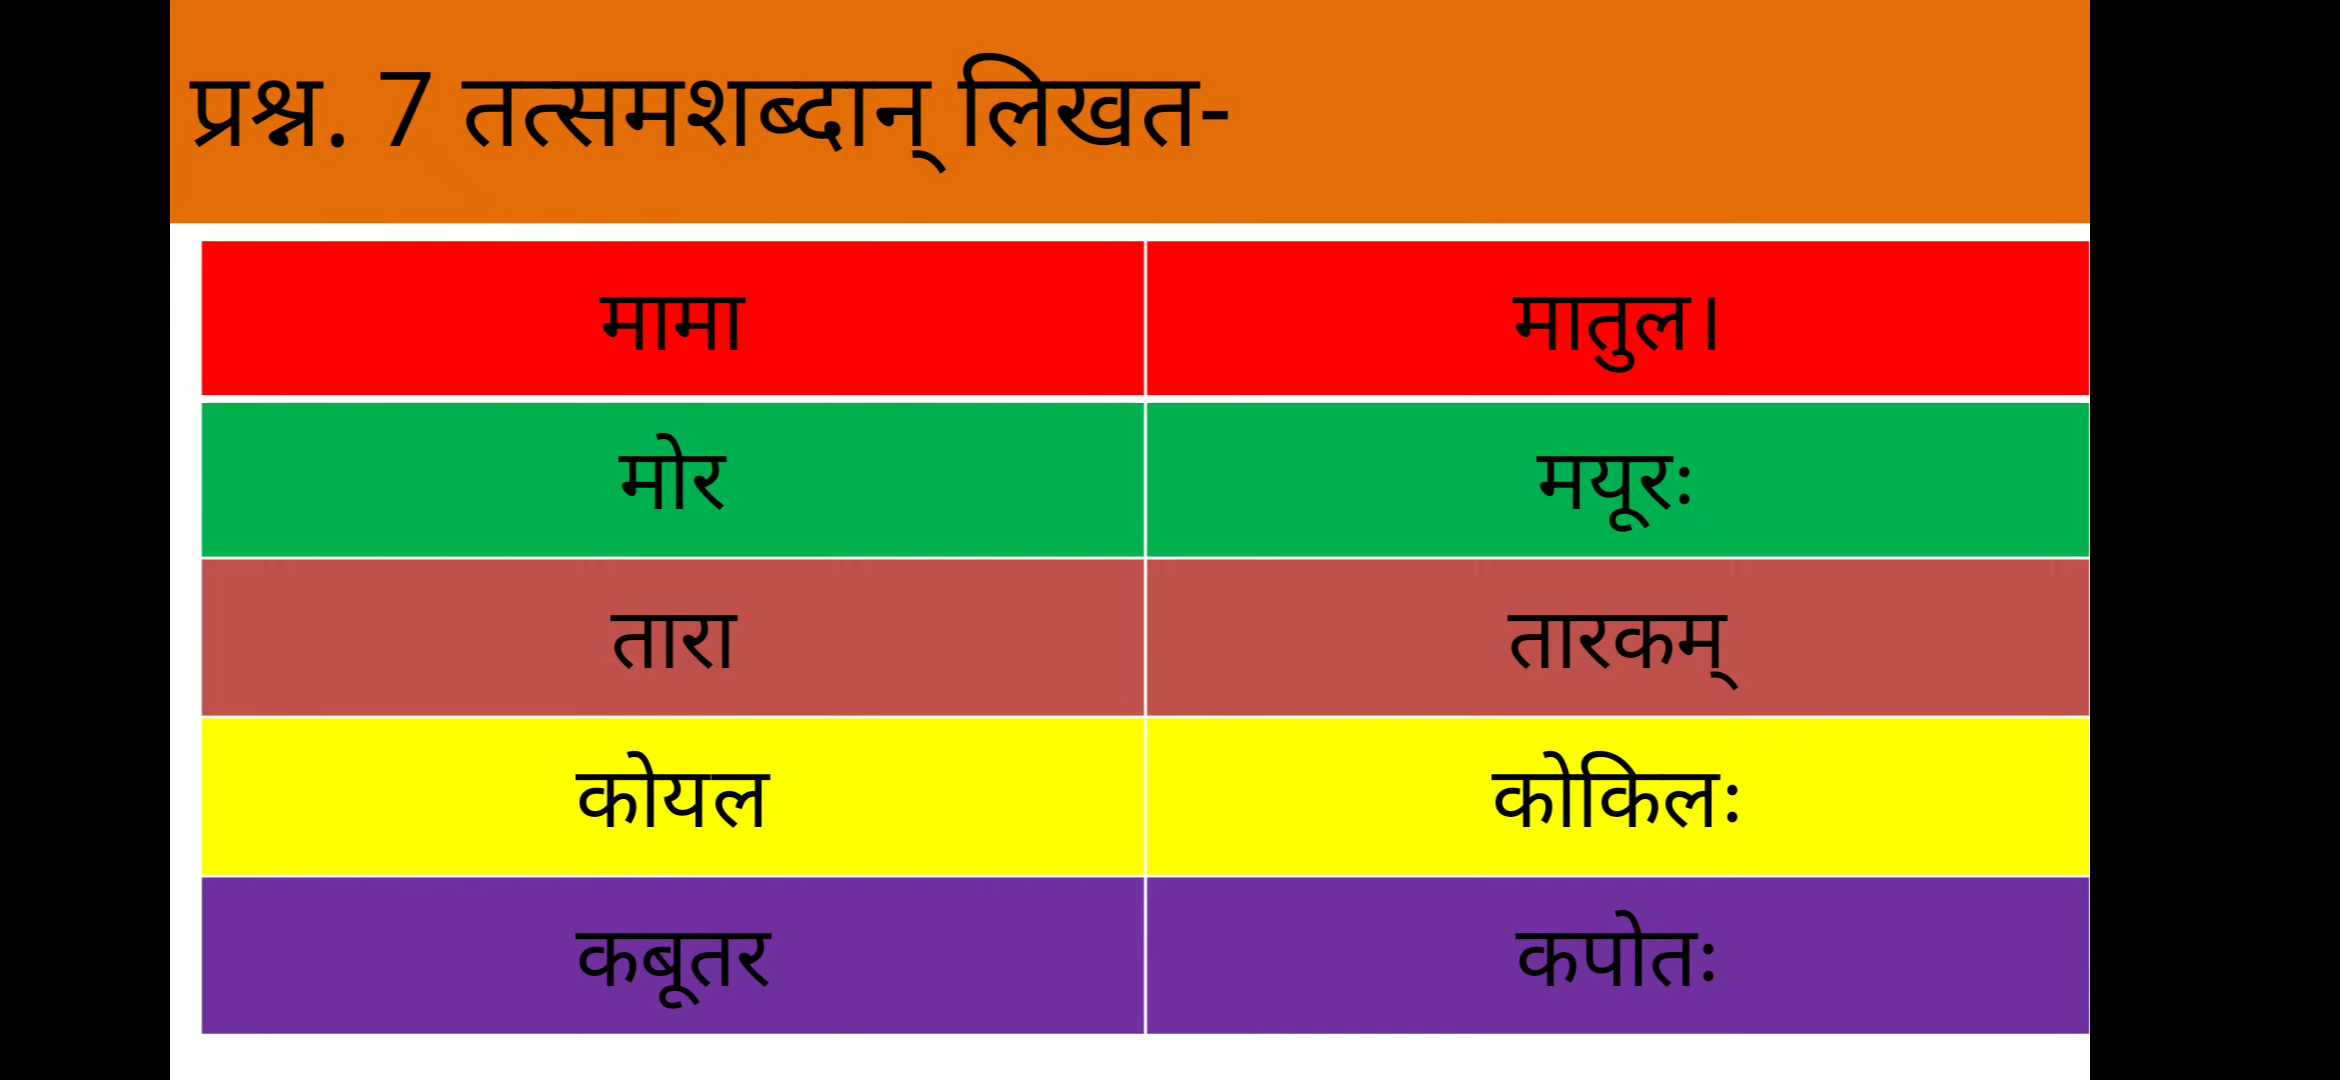 प्रश्न. 7 तत्समशब्दान् लिखत-
मामा मातुल।
मोर मयूरः
तारा तारकम्
कोयल कोकिलः
कबूतर कपोतः